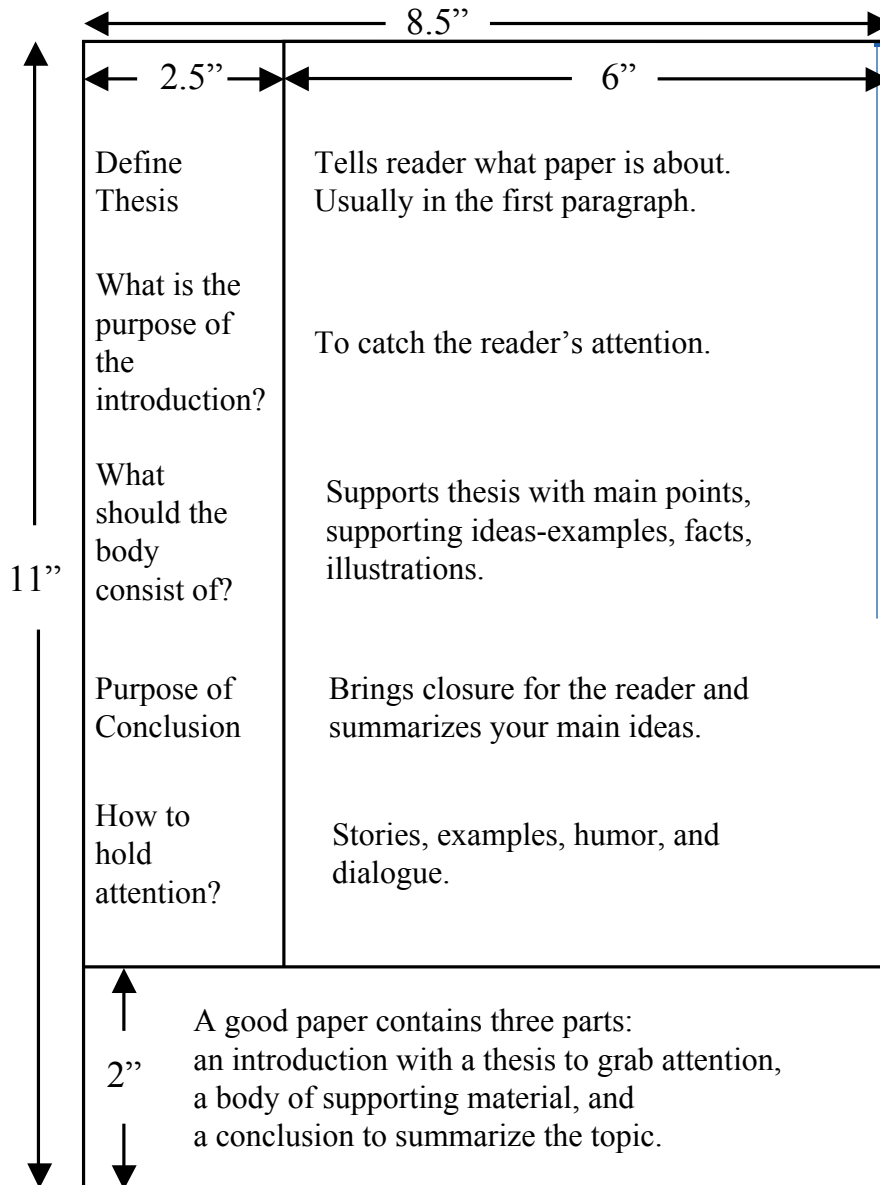 8.5”
2.5”
6”
Define
Thesis
Tells reader what paper is about.
Usually in the first paragraph.
What is the
purpose of
the
introduction?
To catch the reader’s attention.
What
should the
body
consist of?
Supports thesis with main points,
supporting ideas-examples, facts,
illustrations.
11”
Purpose of
Conclusion
Brings closure for the reader and
summarizes your main ideas.
How to
hold
attention?
Stories, examples, humor, and
dialogue.
2”
A good paper contains three parts:
an introduction with a thesis to grab attention,
a body of supporting material, and
a conclusion to summarize the topic.